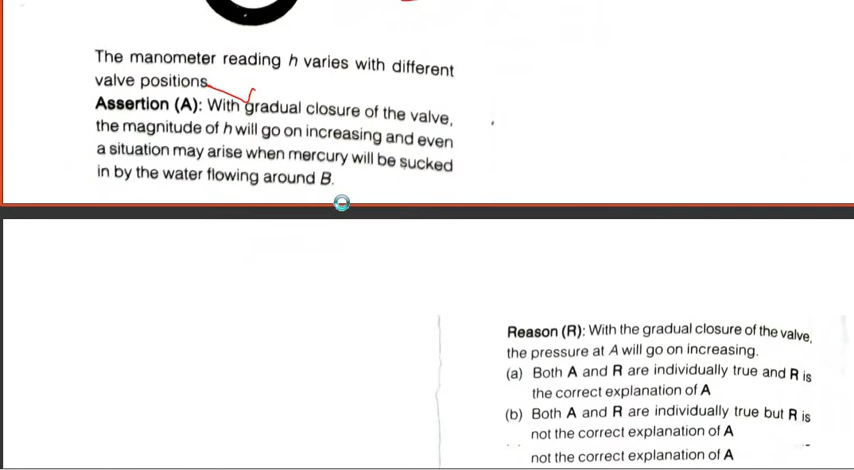 The manometer reading h varies with different
valve positions.
Assertion (A): With gradual closure of the valve,
the magnitude of h will go on increasing and even
a situation may arise when mercury will be sucked
in by the water flowing around B.
Reason (R): With the gradual closure of the valve,
the pressure at A will go on increasing.
(a) Both A and R are individually true and R is
the correct explanation of A
(b) Both A and R are individually true but R is
not the correct explanation of A
not the correct explanation of A